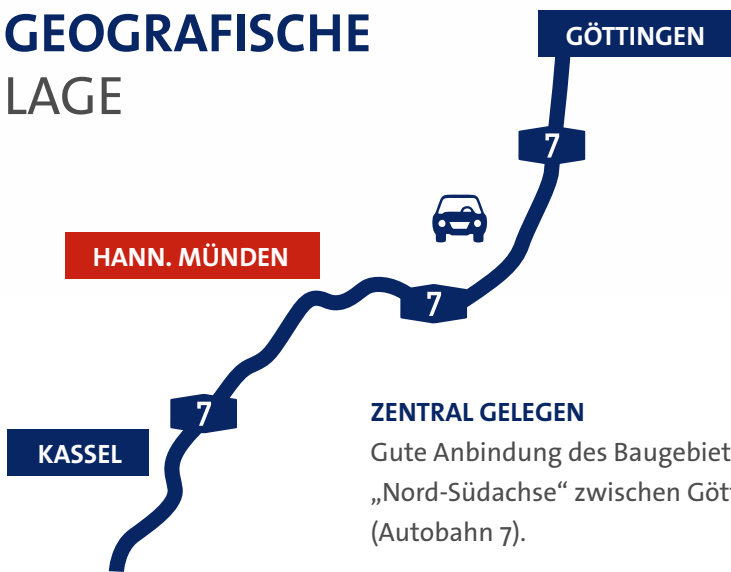 GEOGRAFISCHE
LAGE
GÖTTINGEN
7
HANN. MÜNDEN
7
7
KASSEL
ZENTRAL GELEGEN
Gute Anbindung des Baugebiet
„Nord-Südachse“ zwischen Göt
(Autobahn 7).